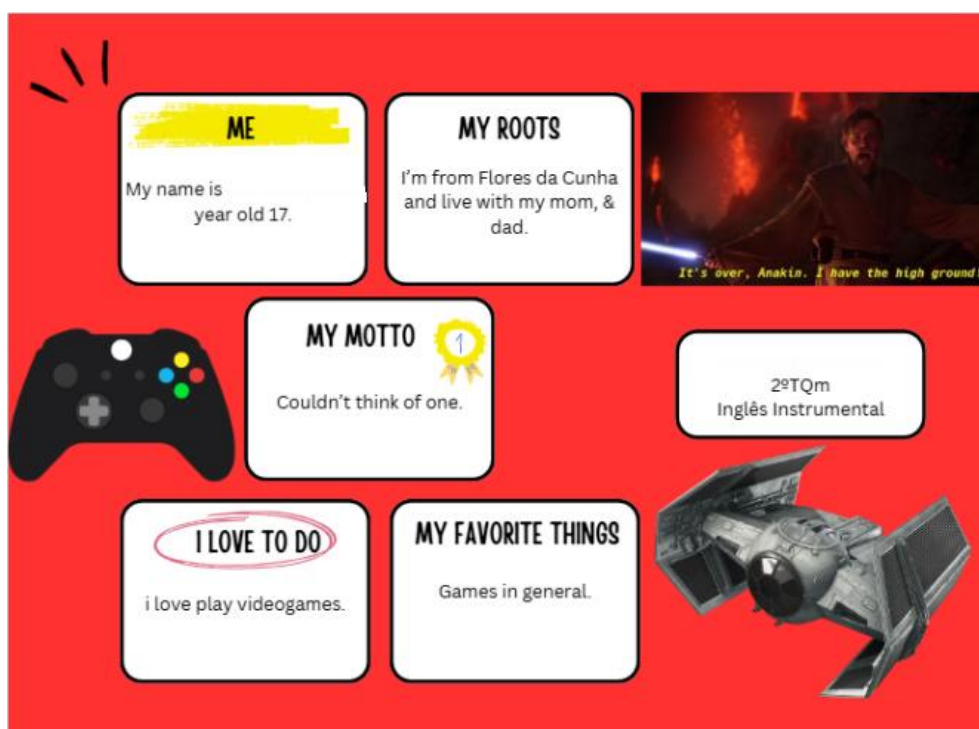 ME
My name is
year old 17.
MY ROOTS
I'm from Flores da Cunha
and live with my mom, &
dad.
It's over, Anakin. I have the high ground!
MY MOTTO
1
Couldn't think of one.
2ºTQm
Inglês Instrumental
I LOVE TO DO
i love play videogames.
MY FAVORITE THINGS
Games in general.